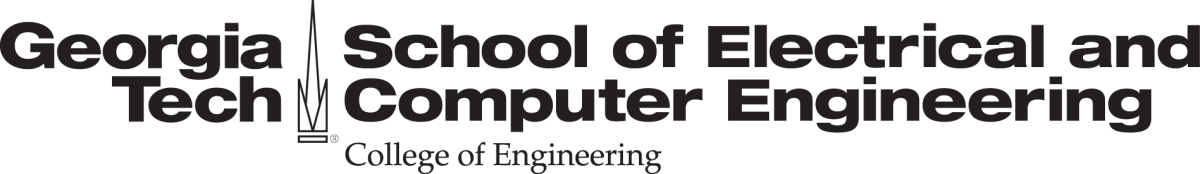 Georgia Tech
School of Electrical and
Computer Engineering
College of Engineering
®